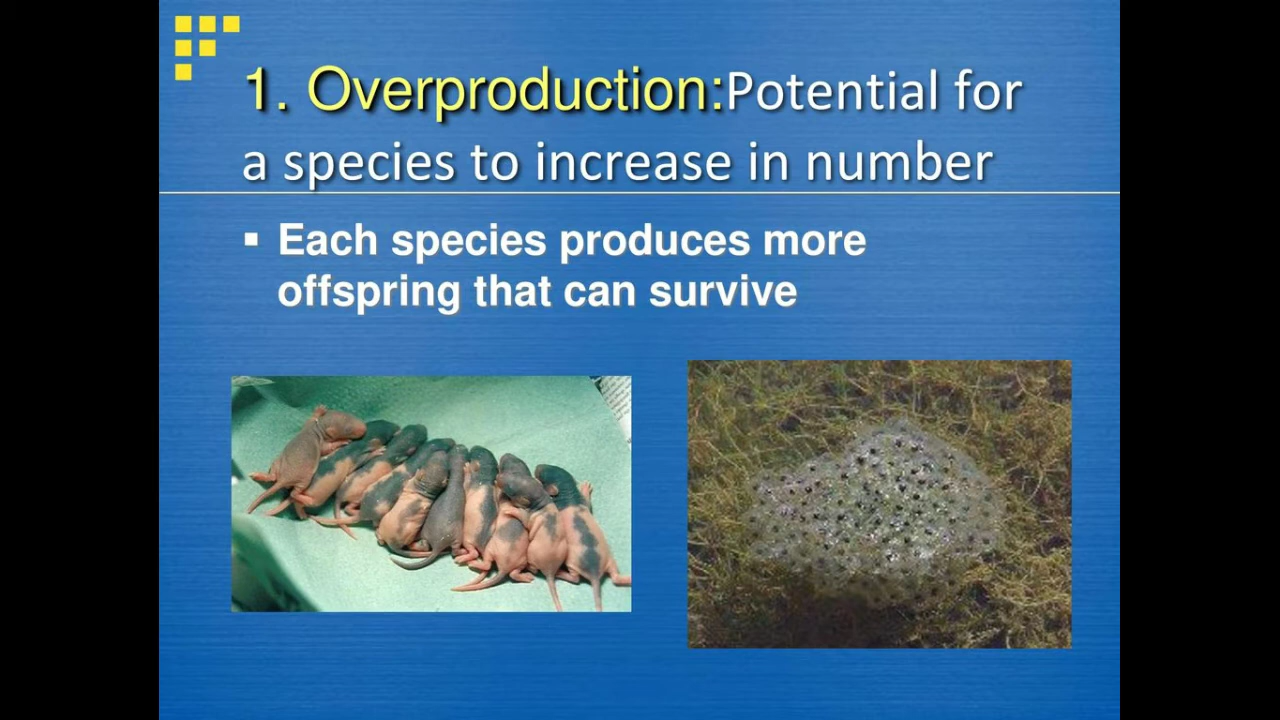 1. Overproduction:Potential for
a species to increase in number
▪ Each species produces more
offspring that can survive